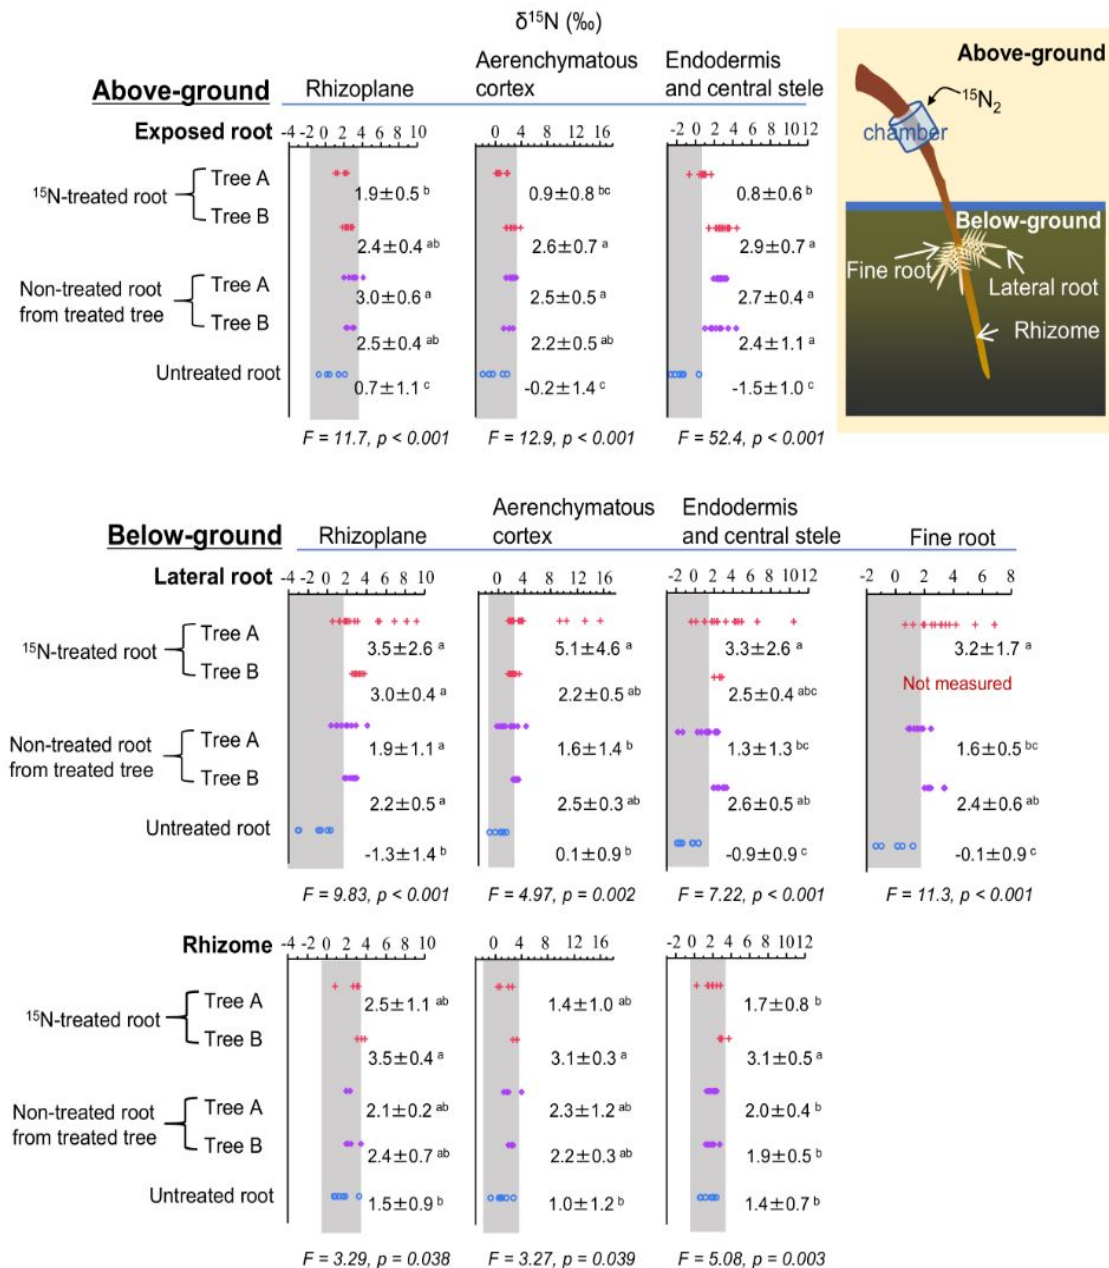 δ¹⁵N (‰)
Above-ground
Rhizoplane
Aerenchymatous
cortex
Endodermis
and central stele
Exposed root
-4 -2 0 2 4 6 8 10
0 4 8 12 16
-2 0 2 4 6 8 10 12
¹⁵N-treated root
Tree A
1.9±0.5 ᵇ
0.9±0.8 ᵇᶜ
0.8±0.6 ᵇ
Tree B
2.4±0.4 ᵃᵇ
2.6±0.7 ᵃ
2.9±0.7 ᵃ
Non-treated root
from treated tree
Tree A
3.0±0.6 ᵃ
2.5±0.5 ᵃ
2.7±0.4 ᵃ
Tree B
2.5±0.4 ᵃᵇ
2.2±0.5 ᵃᵇ
2.4±1.1 ᵃ
Untreated root
0.7±1.1 ᶜ
-0.2±1.4 ᶜ
-1.5±1.0 ᶜ
F = 11.7, p < 0.001
F = 12.9, p < 0.001
F = 52.4, p < 0.001
Above-ground
¹⁵N₂
chamber
Below-ground
Fine root
Lateral root
Rhizome
Below-ground
Rhizoplane
Aerenchymatous
cortex
Endodermis
and central stele
Fine root
Lateral root
-4 -2 0 2 4 6 8 10
0 4 8 12 16
-2 0 2 4 6 8 10 12
-2 0 2 4 6 8
¹⁵N-treated root
Tree A
3.5±2.6 ᵃ
5.1±4.6 ᵃ
3.3±2.6 ᵃ
3.2±1.7 ᵃ
Tree B
3.0±0.4 ᵃ
2.2±0.5 ᵃᵇ
2.5±0.4 ᵃᵇᶜ
Not measured
Non-treated root
from treated tree
Tree A
1.9±1.1 ᵃ
1.6±1.4 ᵇ
1.3±1.3 ᵇᶜ
1.6±0.5 ᵇᶜ
Tree B
2.2±0.5 ᵃ
2.5±0.3 ᵃᵇ
2.6±0.5 ᵃᵇ
2.4±0.6 ᵃᵇ
Untreated root
-1.3±1.4 ᵇ
0.1±0.9 ᵇ
-0.9±0.9 ᶜ
-0.1±0.9 ᶜ
F = 9.83, p < 0.001
F = 4.97, p = 0.002
F = 7.22, p < 0.001
F = 11.3, p < 0.001
Rhizome
-4 -2 0 2 4 6 8 10
0 4 8 12 16
-2 0 2 4 6 8 10 12
¹⁵N-treated root
Tree A
2.5±1.1 ᵃᵇ
1.4±1.0 ᵃᵇ
1.7±0.8 ᵇ
Tree B
3.5±0.4 ᵃ
3.1±0.3 ᵃ
3.1±0.5 ᵃ
Non-treated root
from treated tree
Tree A
2.1±0.2 ᵃᵇ
2.3±1.2 ᵃᵇ
2.0±0.4 ᵇ
Tree B
2.4±0.7 ᵃᵇ
2.2±0.3 ᵃᵇ
1.9±0.5 ᵇ
Untreated root
1.5±0.9 ᵇ
1.0±1.2 ᵇ
1.4±0.7 ᵇ
F = 3.29, p = 0.038
F = 3.27, p = 0.039
F = 5.08, p = 0.003